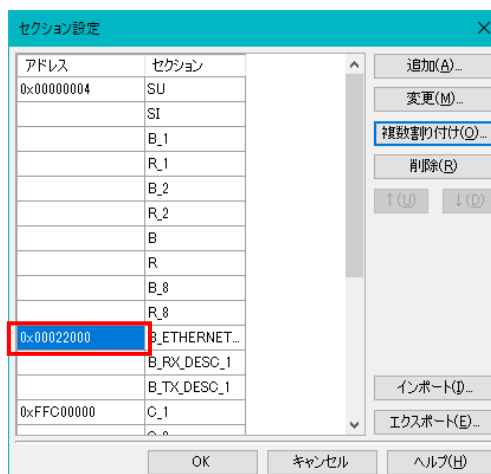 セクション設定
アドレス セクション
0x00000004 SU
SI
B_1
R_1
B_2
R_2
B
R
B_8
R_8
0x00022000 B_ETHERNET...
B_RX_DESC_1
B_TX_DESC_1
0xFFC00000 C_1
追加(A)...
変更(M)...
複数割り付け(O)...
削除(R)
↑(U) ↓(D)
インポート(I)...
エクスポート(E)...
OK キャンセル ヘルプ(H)